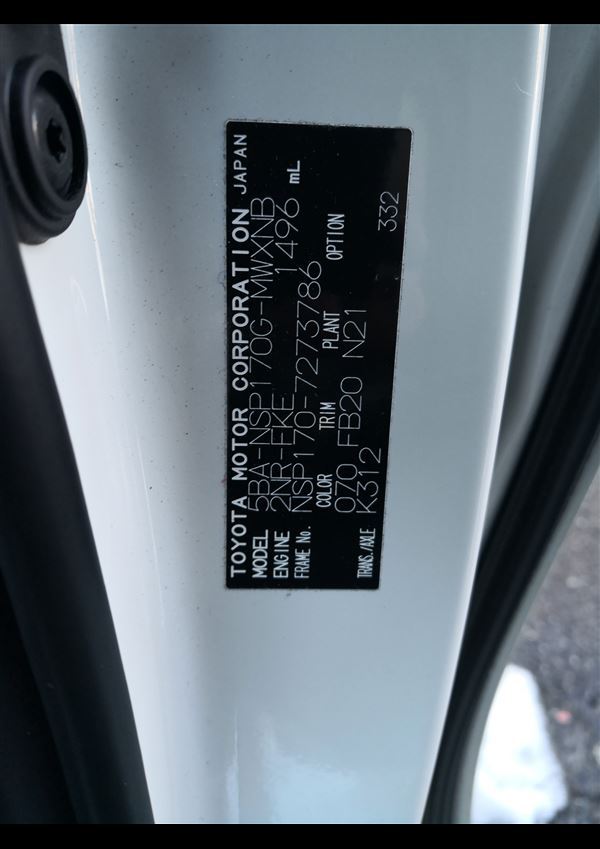 TOYOTA MOTOR CORPORATION JAPAN
MODEL 5BA-NSP170G-MWXNB
ENGINE 2NR-EKE 1496 mL
FRAME No. NSP170-7273786
COLOR TRIM PLANT OPTION
070 FB20 N21
TRANS./AXLE K312 332